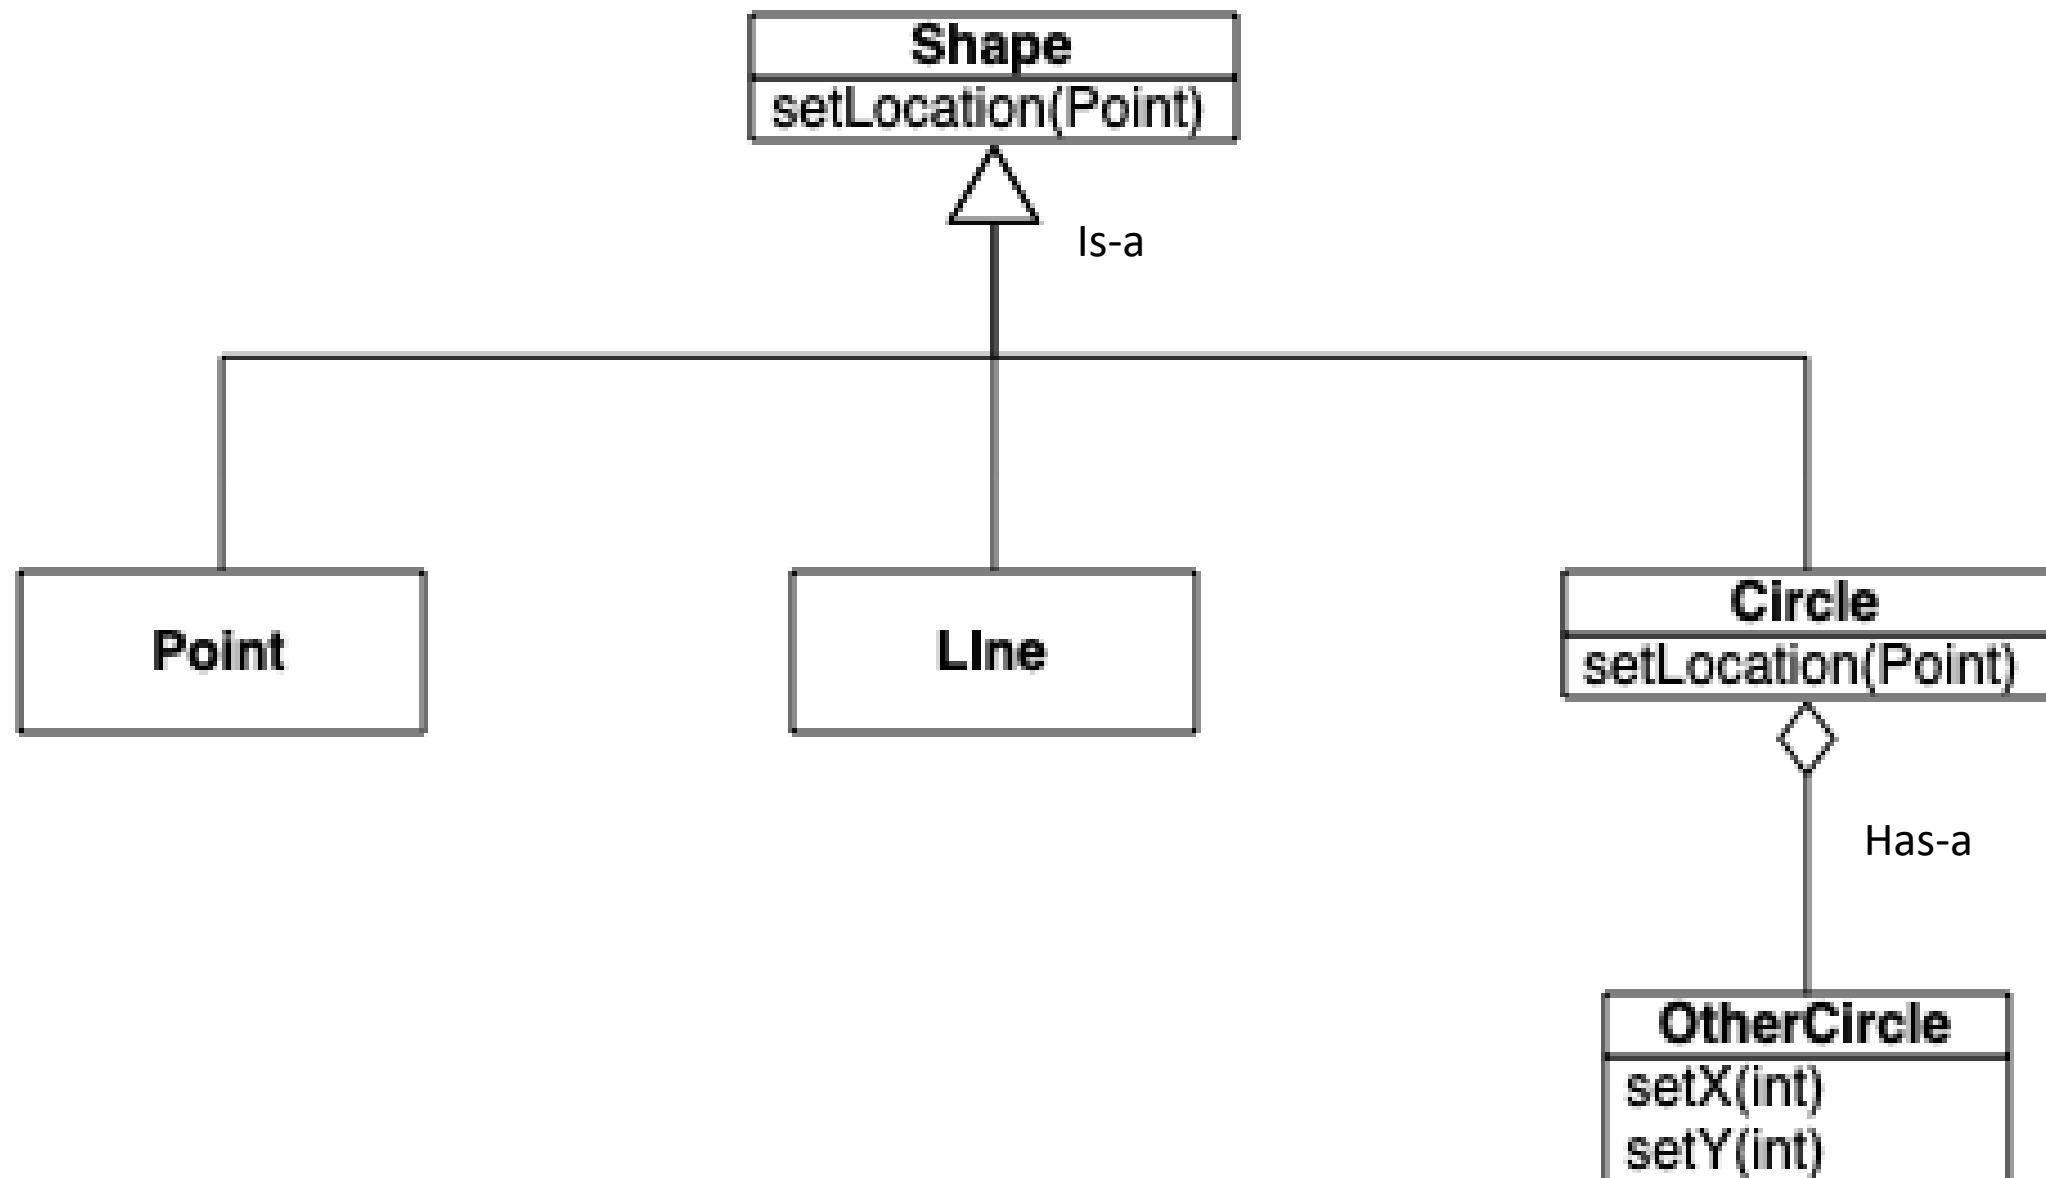 Shape
setLocation(Point)
Is-a
Point
LIne
Circle
setLocation(Point)
Has-a
OtherCircle
setX(int)
setY(int)